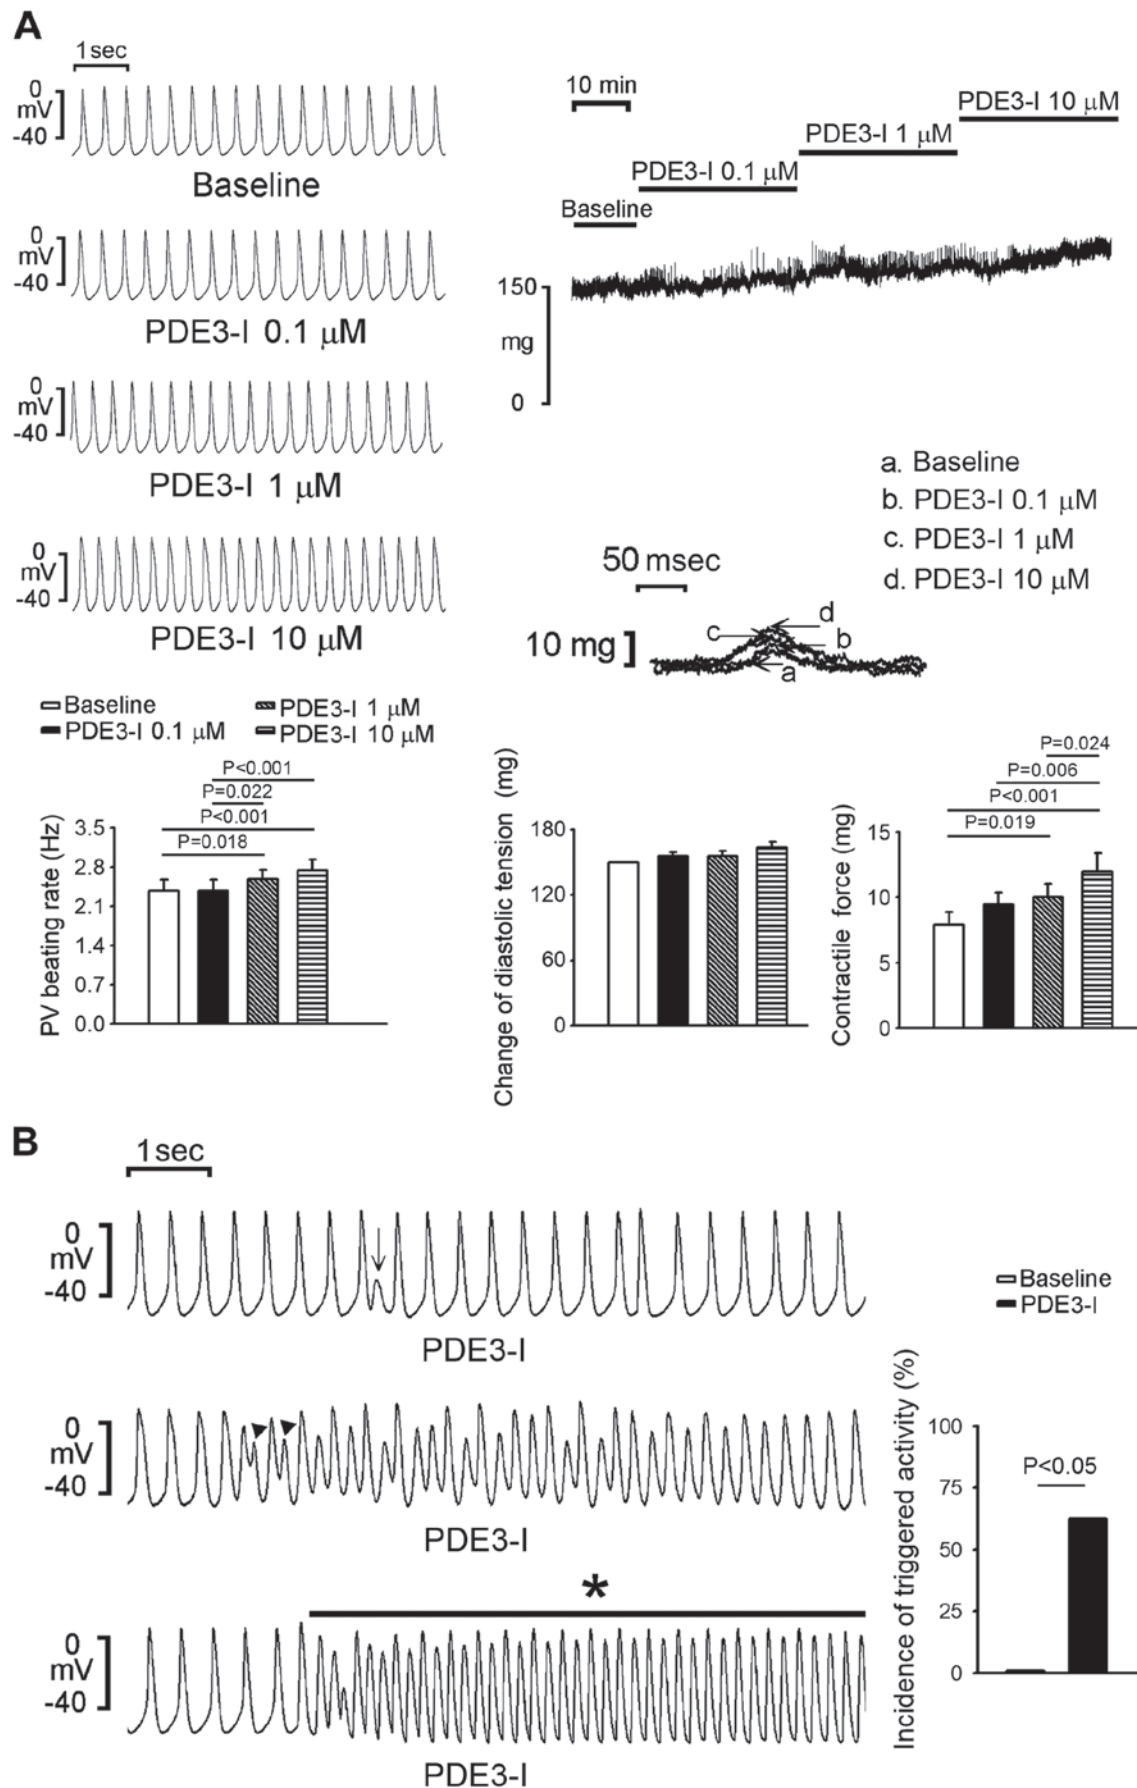 A
1sec
0
mV
-40
Baseline
0
mV
-40
PDE3-I 0.1 μM
0
mV
-40
PDE3-I 1 μM
0
mV
-40
PDE3-I 10 μM
10 min
PDE3-I 10 μM
PDE3-I 1 μM
PDE3-I 0.1 μM
Baseline
150
mg
0
a. Baseline
b. PDE3-I 0.1 μM
c. PDE3-I 1 μM
d. PDE3-I 10 μM
50 msec
10 mg
d
c
b
a
Baseline
PDE3-I 0.1 μM
PDE3-I 1 μM
PDE3-I 10 μM
P<0.001
P=0.022
P<0.001
P=0.018
PV beating rate (Hz)
3.5
2.8
2.1
1.4
0.7
0.0
Change of diastolic tension (mg)
180
120
60
0
P=0.024
P=0.006
P<0.001
P=0.019
Contractile force (mg)
15
10
5
0
B
1sec
0
mV
-40
PDE3-I
0
mV
-40
PDE3-I
*
0
mV
-40
PDE3-I
Baseline
PDE3-I
Incidence of triggered activity (%)
100
75
50
25
0
P<0.05